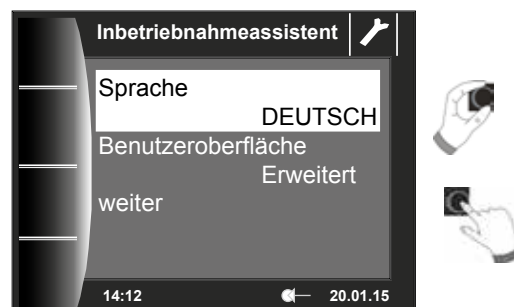 Inbetriebnahmeassistent
Sprache
DEUTSCH
Benutzeroberfläche
Erweitert
weiter
14:12
20.01.15